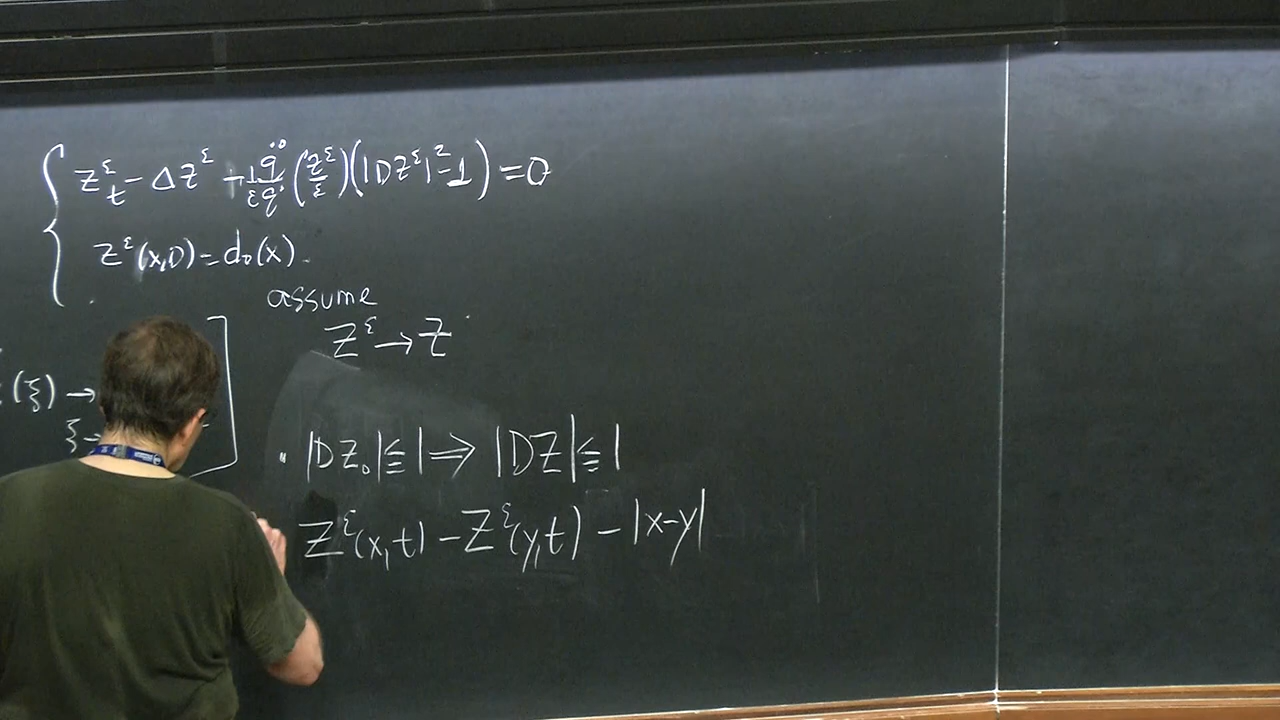 Z^ε_t - ΔZ^ε + 1/ε q̈/q̇ (Z^ε/ε)(|DZ^ε|²-1) = 0
Z^ε(x,0) = d₀(x).
assume
Z^ε → Z
(ξ) →
ξ→
. |DZ₀| ≤ 1 ⟹ |DZ| ≤ 1
Z^ε(x,t) - Z^ε(y,t) - |x-y|